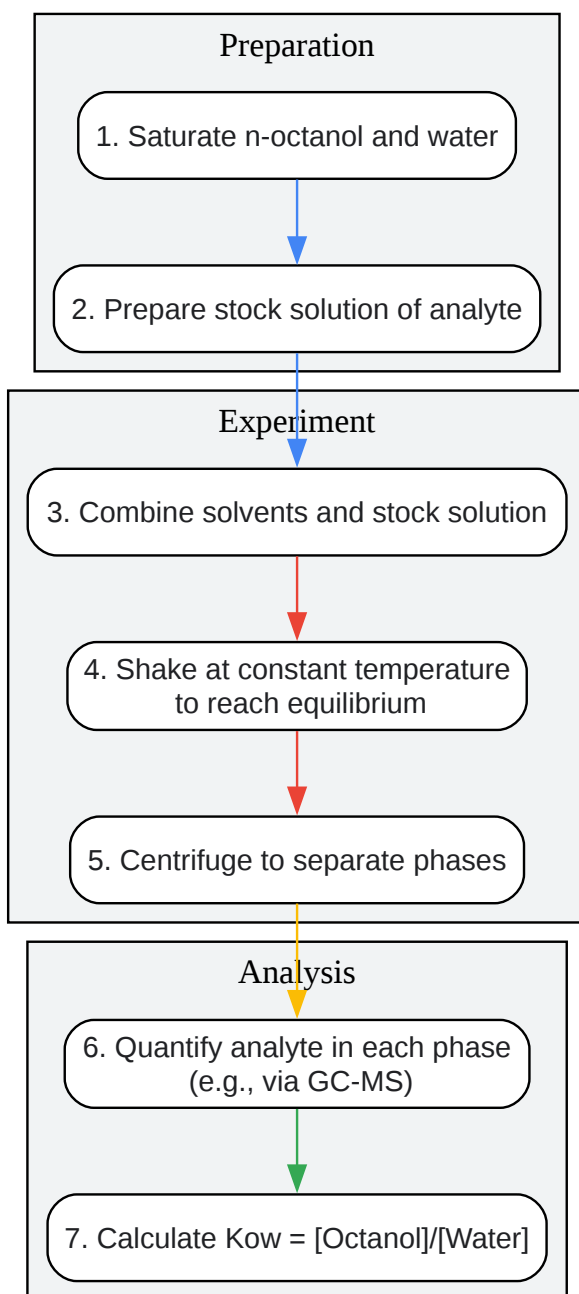 Preparation
1. Saturate n-octanol and water
2. Prepare stock solution of analyte
Experiment
3. Combine solvents and stock solution
4. Shake at constant temperature
to reach equilibrium
5. Centrifuge to separate phases
Analysis
6. Quantify analyte in each phase
(e.g., via GC-MS)
7. Calculate Kow = [Octanol]/[Water]